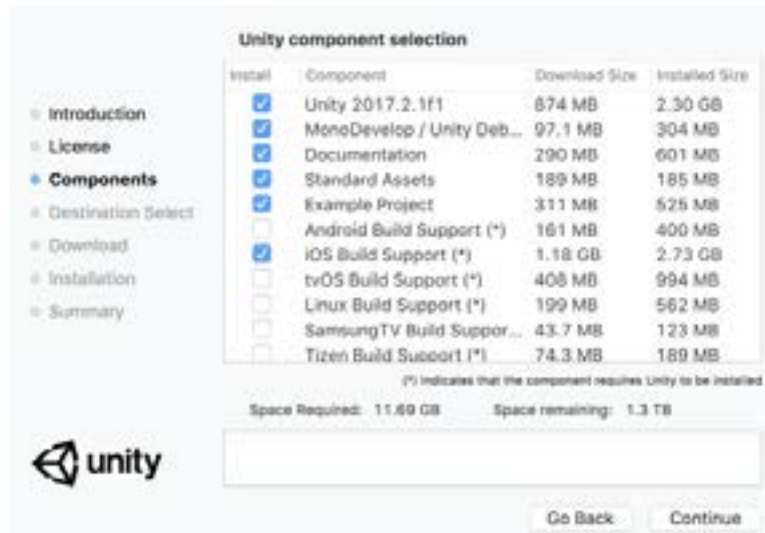 Unity component selection
Install Component Download Size Installed Size
Unity 2017.2.1f1 874 MB 2.30 GB
MonoDevelop / Unity Deb... 97.1 MB 304 MB
Documentation 290 MB 601 MB
Standard Assets 189 MB 185 MB
Example Project 311 MB 525 MB
Android Build Support (*) 161 MB 400 MB
iOS Build Support (*) 1.18 GB 2.73 GB
tvOS Build Support (*) 408 MB 994 MB
Linux Build Support (*) 199 MB 562 MB
SamsungTV Build Suppor... 43.7 MB 123 MB
Tizen Build Support (*) 74.3 MB 189 MB
(*) Indicates that the component requires Unity to be installed
Space Required: 11.69 GB Space remaining: 1.3 TB
Introduction
License
Components
Destination Select
Download
Installation
Summary
unity
Go Back Continue